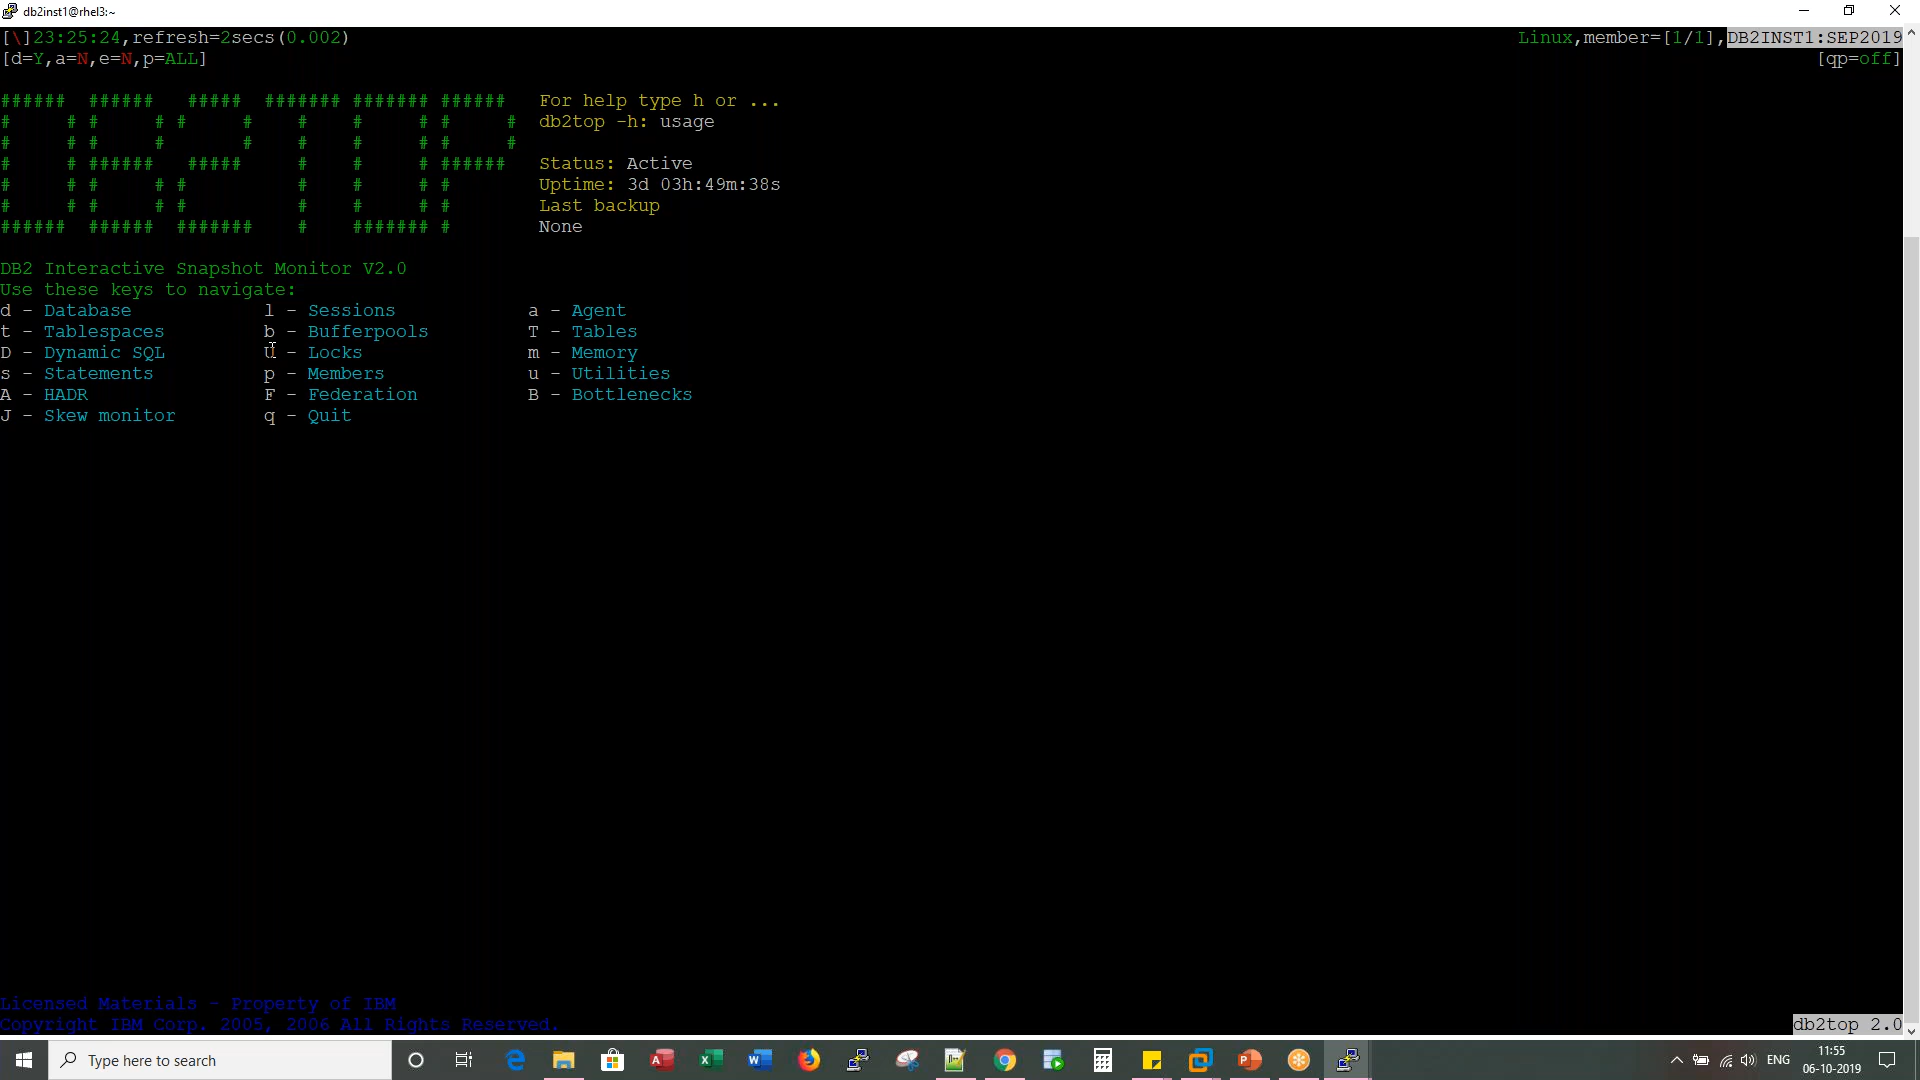 db2inst1@rhel3:~
[\]23:25:24,refresh=2secs(0.002) Linux,member=[1/1],DB2INST1:SEP2019
[d=Y,a=N,e=N,p=ALL] [qp=off]
DB2TOP
For help type h or ...
db2top -h: usage
Status: Active
Uptime: 3d 03h:49m:38s
Last backup
None
DB2 Interactive Snapshot Monitor V2.0
Use these keys to navigate:
d - Database l - Sessions a - Agent
t - Tablespaces b - Bufferpools T - Tables
D - Dynamic SQL U - Locks m - Memory
s - Statements p - Members u - Utilities
A - HADR F - Federation B - Bottlenecks
J - Skew monitor q - Quit
Licensed Materials - Property of IBM
Copyright IBM Corp. 2005, 2006 All Rights Reserved.
db2top 2.0
Type here to search
ENG
11:55
06-10-2019